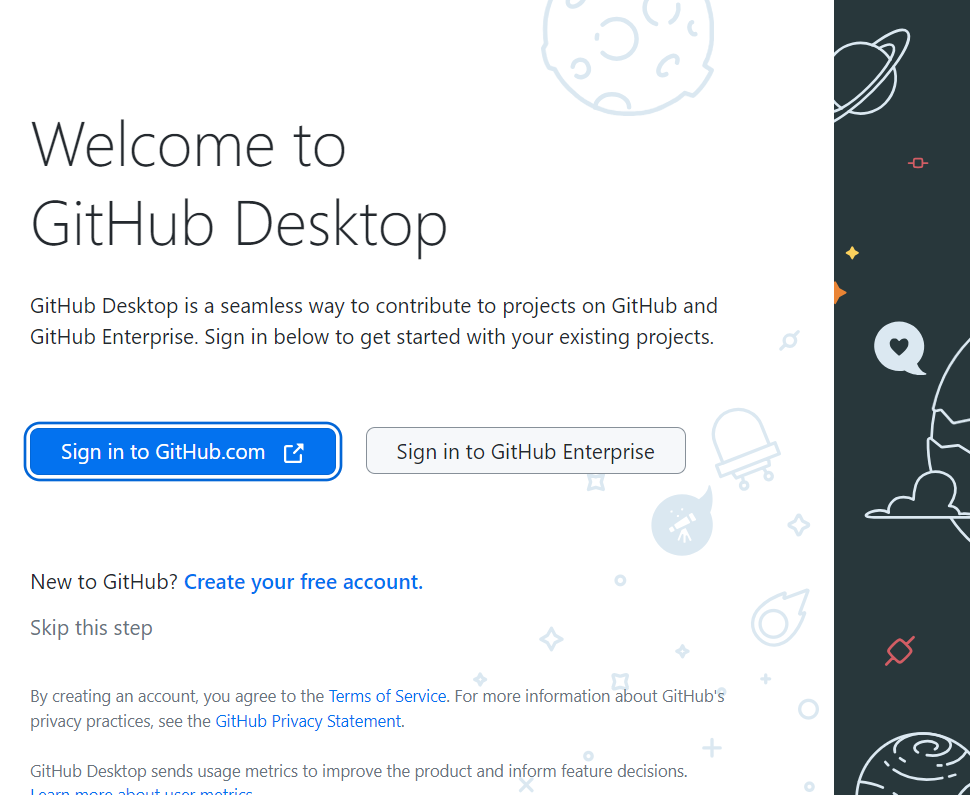 Welcome to
GitHub Desktop
GitHub Desktop is a seamless way to contribute to projects on GitHub and
GitHub Enterprise. Sign in below to get started with your existing projects.
Sign in to GitHub.com
Sign in to GitHub Enterprise
New to GitHub? Create your free account.
Skip this step
By creating an account, you agree to the Terms of Service. For more information about GitHub's
privacy practices, see the GitHub Privacy Statement.
GitHub Desktop sends usage metrics to improve the product and inform feature decisions.
Learn more about user metrics